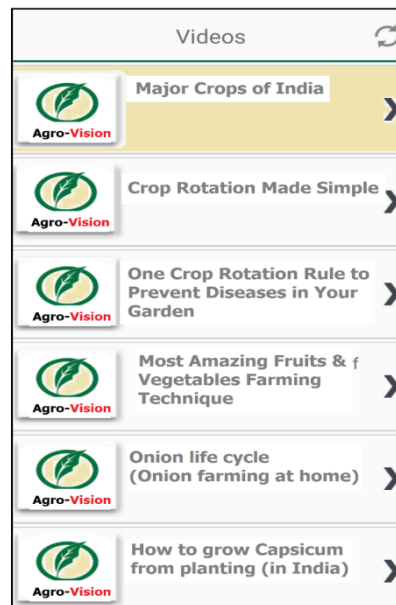 Videos
Agro-Vision
Major Crops of India
Agro-Vision
Crop Rotation Made Simple
Agro-Vision
One Crop Rotation Rule to
Prevent Diseases in Your
Garden
Agro-Vision
Most Amazing Fruits & f
Vegetables Farming
Technique
Agro-Vision
Onion life cycle
(Onion farming at home)
Agro-Vision
How to grow Capsicum
from planting (in India)
Agro-Vision